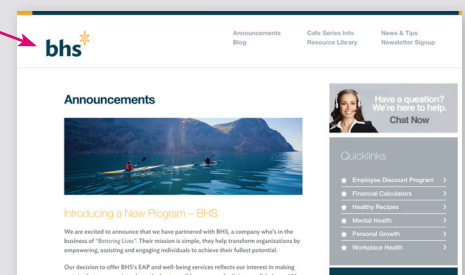 bhs
Announcements
Blog
Cafe Series Info
Resource Library
News & Tips
Newsletter Signup
Announcements
Introducing a New Program – BHS
We are excited to announce that we have partnered with BHS, a company who's in the
business of "Bettering Lives". Their mission is simple, they help transform organizations by
empowering, assisting and engaging individuals to achieve their fullest potential.
Our decision to offer BHS's EAP and well-being services reflects our interest in making
Have a question?
We're here to help.
Chat Now
Quicklinks
Employee Discount Program
Financial Calculators
Healthy Recipes
Mental Health
Personal Growth
Workplace Health